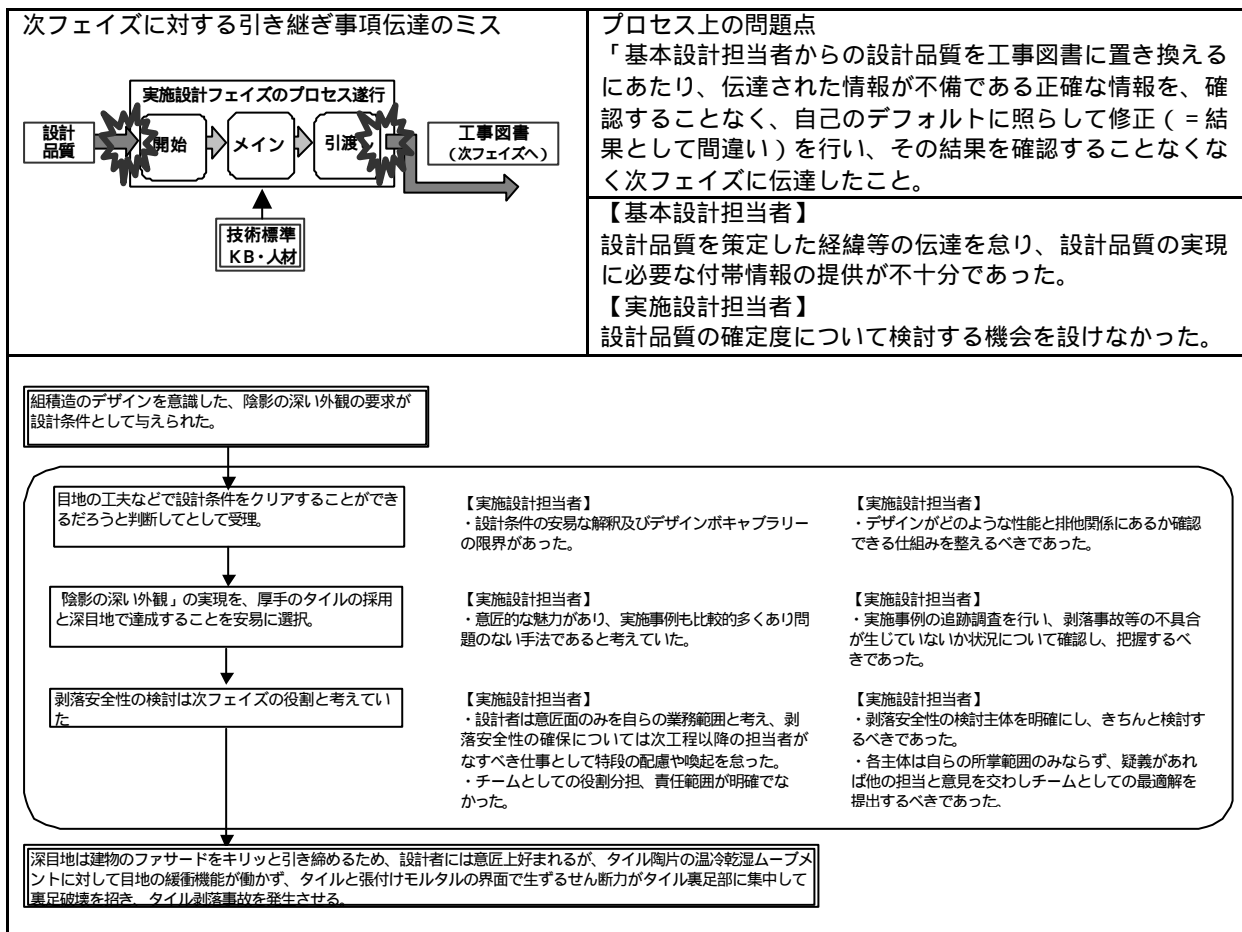 次フェイズに対する引き継ぎ事項伝達のミス
実施設計フェイズのプロセス遂行
設計
品質
開始
メイン
引渡
工事図書
(次フェイズへ)
技術標準
KB・人材
プロセス上の問題点
「基本設計担当者からの設計品質を工事図書に置き換える
にあたり、伝達された情報が不備である正確な情報を、確
認することなく、自己のデフォルトに照らして修正(=結
果として間違い)を行い、その結果を確認することなくな
く次フェイズに伝達したこと。
【基本設計担当者】
設計品質を策定した経緯等の伝達を怠り、設計品質の実現
に必要な付帯情報の提供が不十分であった。
【実施設計担当者】
設計品質の確定度について検討する機会を設けなかった。
組積造のデザインを意識した、陰影の深い外観の要求が
設計条件として与えられた。
目地の工夫などで設計条件をクリアすることができ
るだろうと判断してとして受理。
【実施設計担当者】
・設計条件の安易な解釈及びデザインボキャブラリー
の限界があった。
【実施設計担当者】
・デザインがどのような性能と排他関係にあるか確認
できる仕組みを整えるべきであった。
「陰影の深い外観」の実現を、厚手のタイルの採用
と深目地で達成することを安易に選択。
【実施設計担当者】
・意匠的な魅力があり、実施事例も比較的多くあり問
題のない手法であると考えていた。
【実施設計担当者】
・実施事例の追跡調査を行い、剥落事故等の不具合
が生じていないか状況について確認し、把握するべ
きであった。
剥落安全性の検討は次フェイズの役割と考えてい
た
【実施設計担当者】
・設計者は意匠面のみを自らの業務範囲と考え、剥
落安全性の確保については次工程以降の担当者が
なすべき仕事として特段の配慮や喚起を怠った。
・チームとしての役割分担、責任範囲が明確でな
かった。
【実施設計担当者】
・剥落安全性の検討主体を明確にし、きちんと検討す
るべきであった。
・各主体は自らの所掌範囲のみならず、疑義があれ
ば他の担当と意見を交わしチームとしての最適解を
提出するべきであった。
深目地は建物のファサードをキリッと引き締めるため、設計者には意匠上好まれるが、タイル陶片の温冷乾湿ムーブメ
ントに対して目地の緩衝機能が働かず、タイルと張付けモルタルの界面で生ずるせん断力がタイル裏足部に集中して
裏足破壊を招き、タイル剥落事故を発生させる。